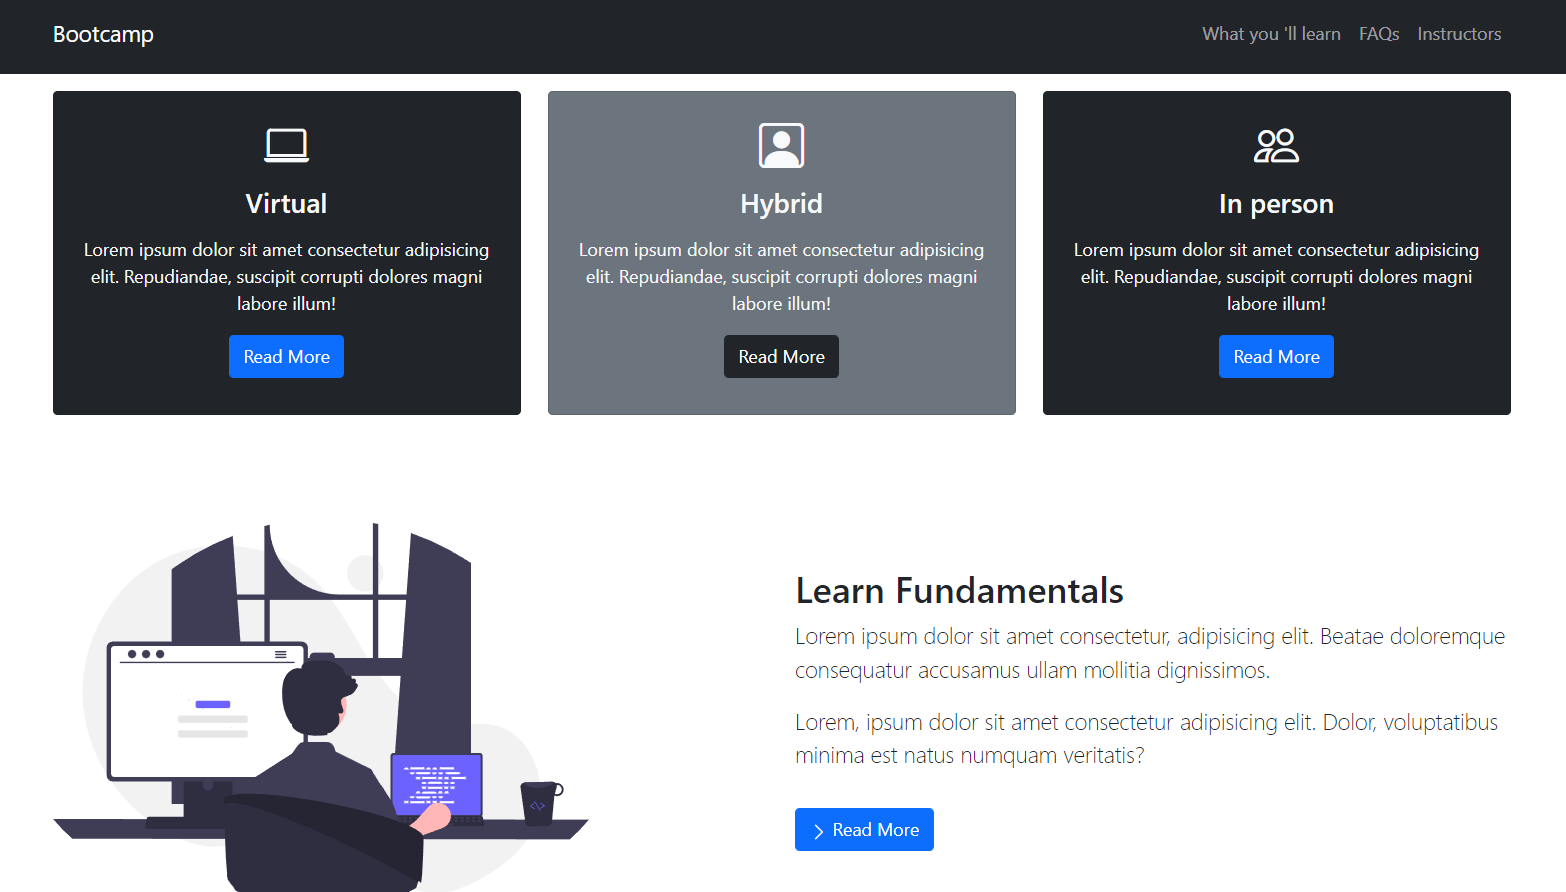 Bootcamp
What you 'll learn FAQs Instructors
Virtual
Lorem ipsum dolor sit amet consectetur adipisicing
elit. Repudiandae, suscipit corrupti dolores magni
labore illum!
Read More
Hybrid
Lorem ipsum dolor sit amet consectetur adipisicing
elit. Repudiandae, suscipit corrupti dolores magni
labore illum!
Read More
In person
Lorem ipsum dolor sit amet consectetur adipisicing
elit. Repudiandae, suscipit corrupti dolores magni
labore illum!
Read More
Learn Fundamentals
Lorem ipsum dolor sit amet consectetur, adipisicing elit. Beatae doloremque
consequatur accusamus ullam mollitia dignissimos.
Lorem, ipsum dolor sit amet consectetur adipisicing elit. Dolor, voluptatibus
minima est natus numquam veritatis?
Read More